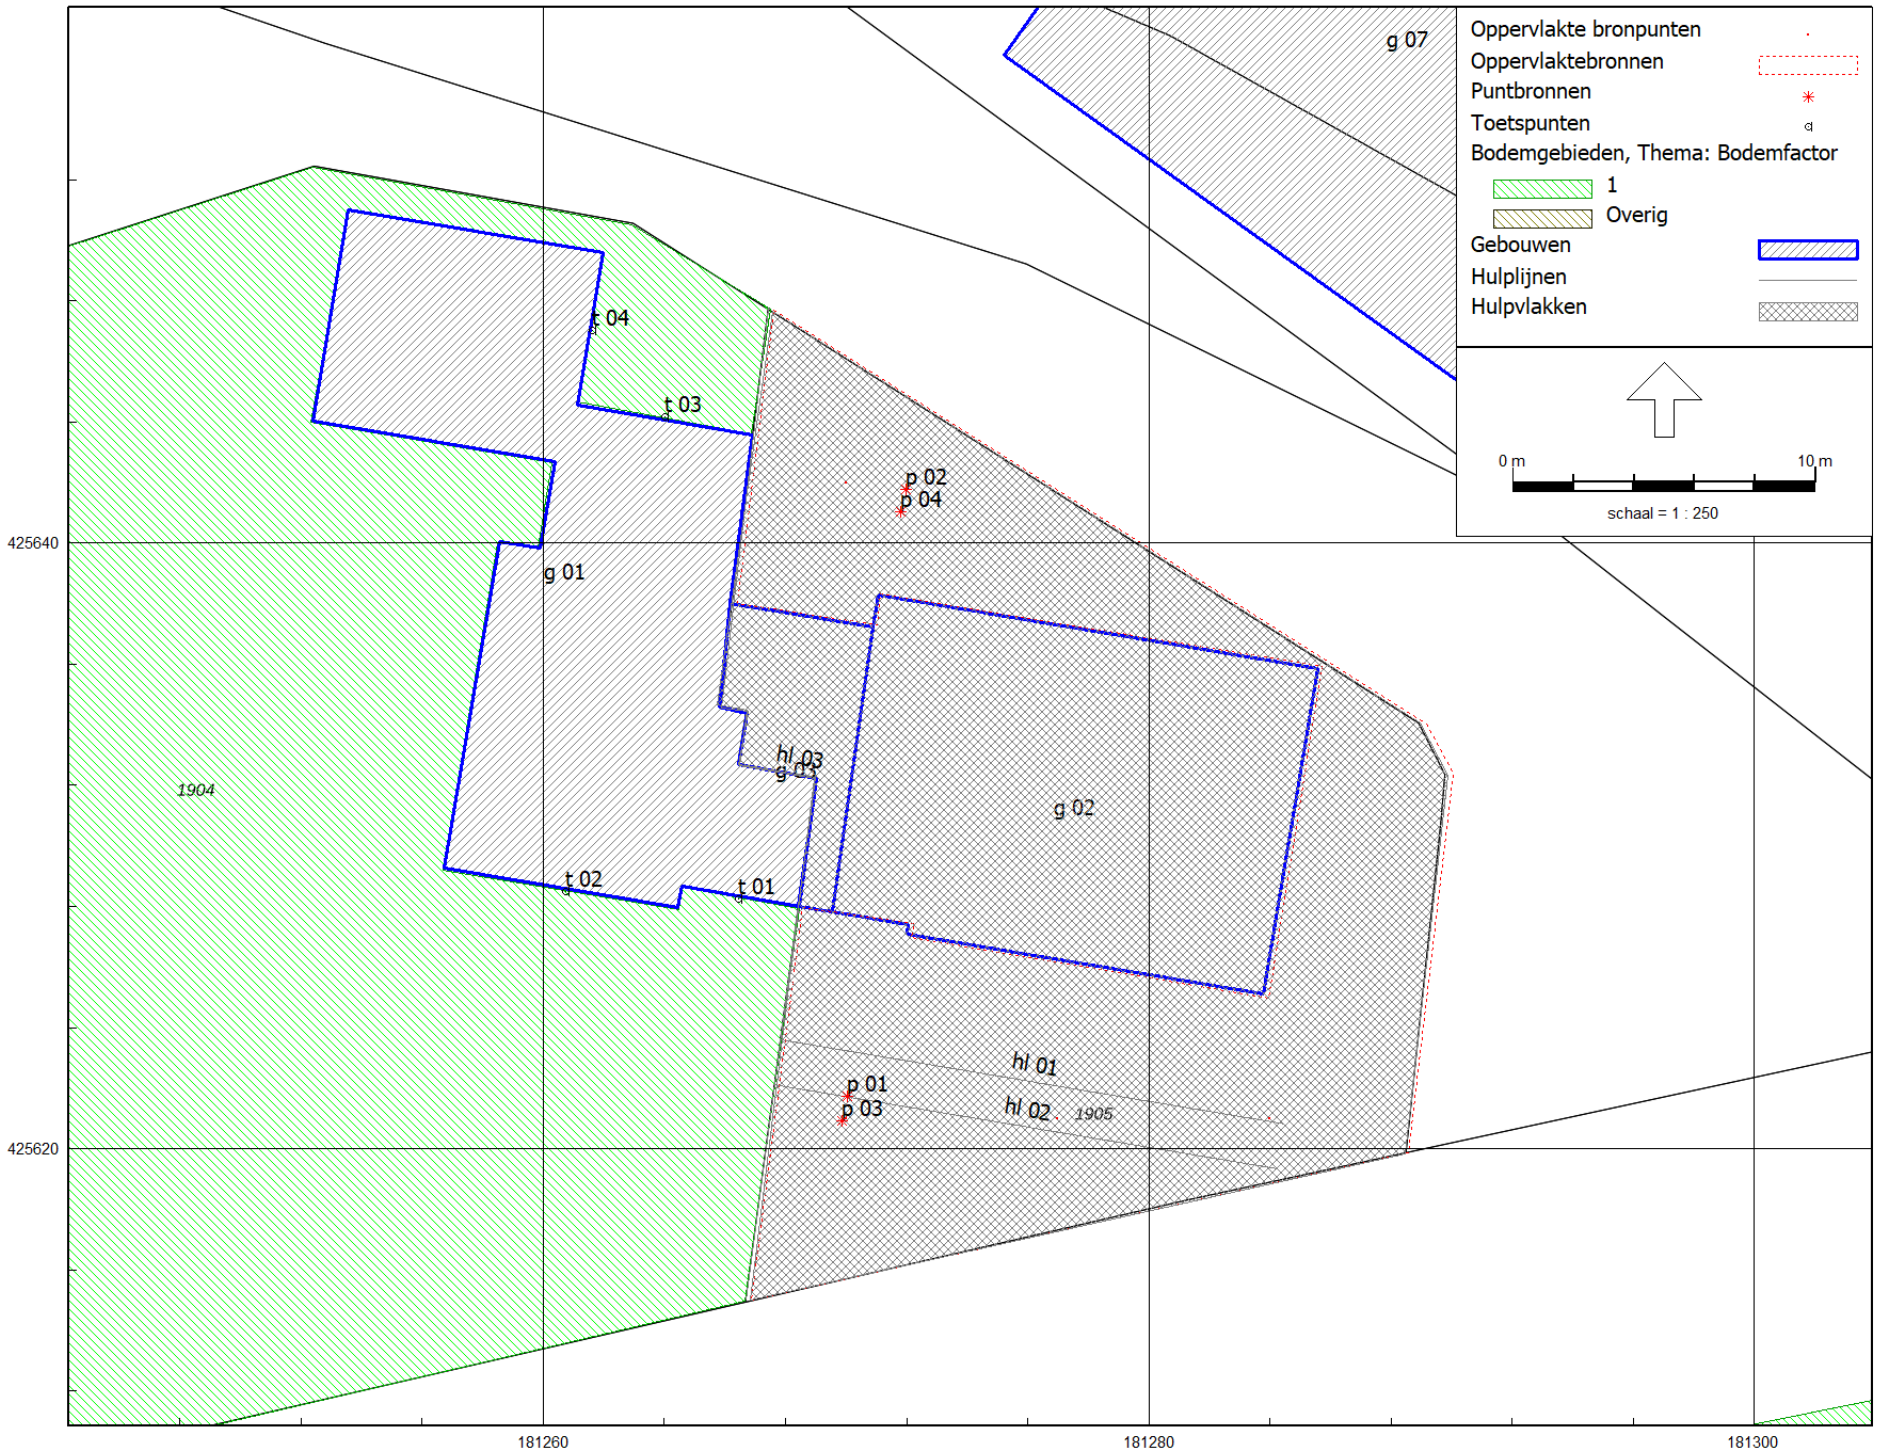 g 07
Oppervlakte bronpunten
Oppervlaktebronnen
Puntbronnen
Toetspunten
Bodemgebieden, Thema: Bodemfactor
1
Overig
Gebouwen
Hulplijnen
Hulpvlakken
0 m
10 m
schaal = 1 : 250
t 04
t 03
p 02
p 04
425640
g 01
hl 03
g 03
1904
g 02
t 02
t 01
hl 01
p 01
hl 02
1905
p 03
425620
181260
181280
181300